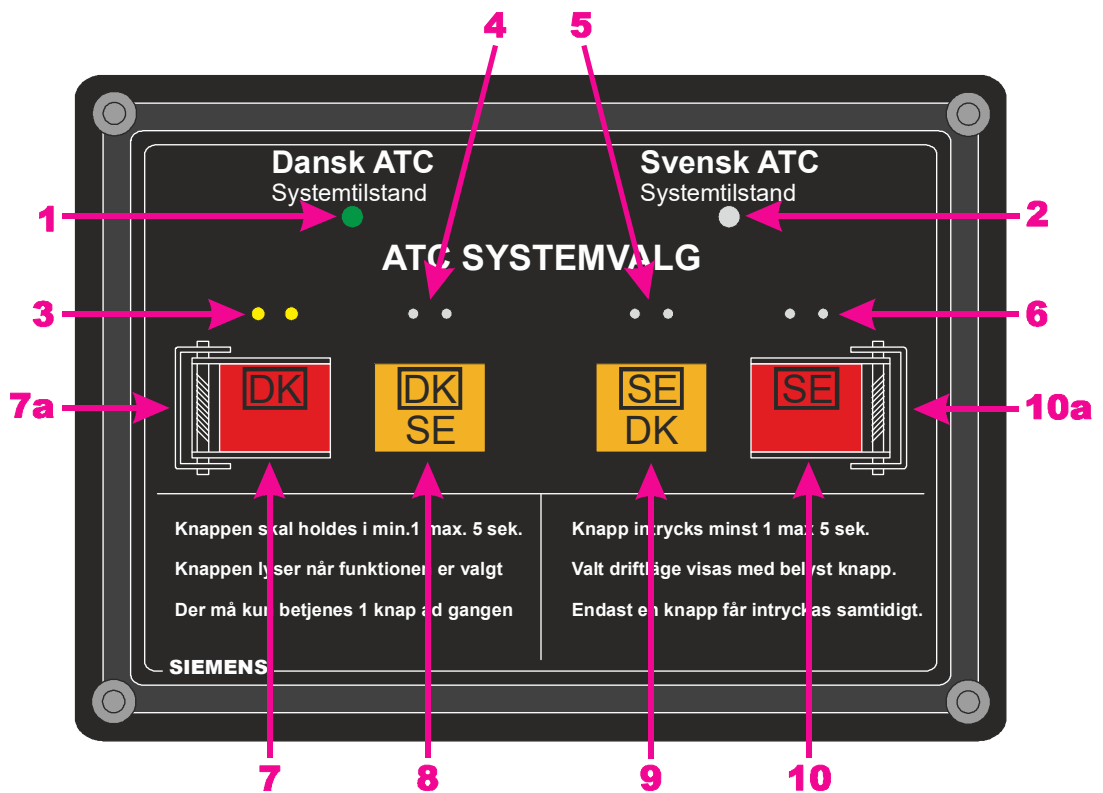 4 5
Dansk ATC
Systemtilstand
Svensk ATC
Systemtilstand
1
2
ATC SYSTEMVALG
3
6
7a
DK
DK
SE
SE
DK
SE
10a
Knappen skal holdes i min.1 max. 5 sek.
Knappen lyser når funktionen er valgt
Der må kun betjenes 1 knap ad gangen
Knapp intrycks minst 1 max 5 sek.
Valt driftläge visas med belyst knapp.
Endast en knapp får intryckas samtidigt.
SIEMENS
7 8 9 10